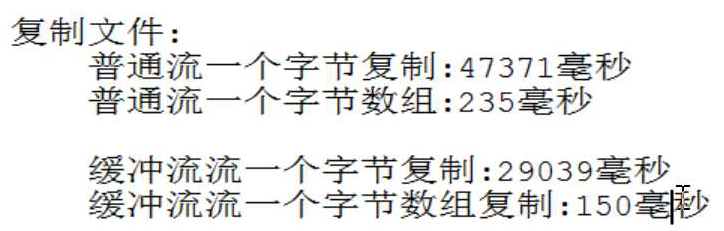 复制文件:
普通流一个字节复制:47371毫秒
普通流一个字节数组:235毫秒
缓冲流流一个字节复制:29039毫秒
缓冲流流一个字节数组复制:150毫秒